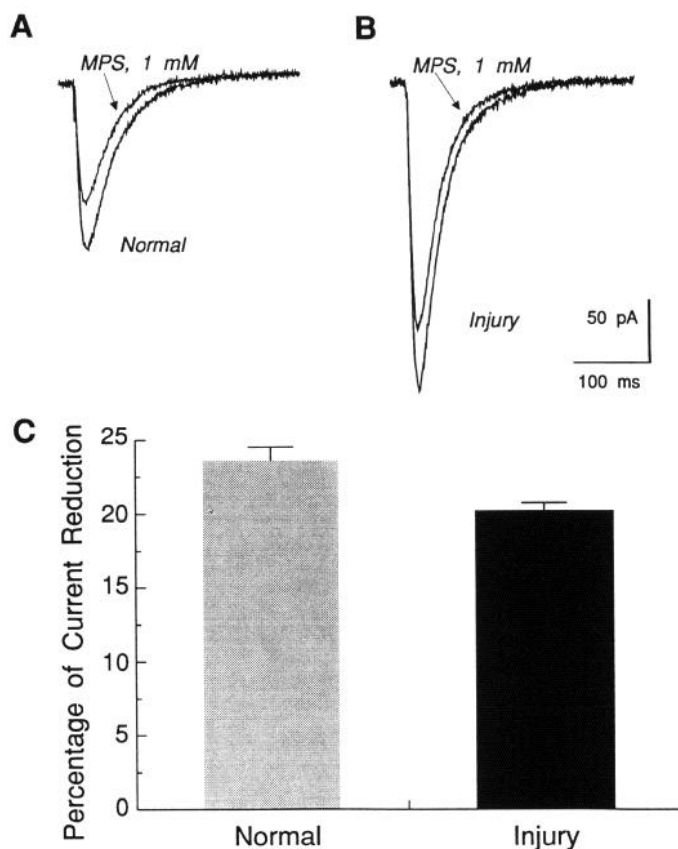 A
MPS, 1 mM
Normal
B
MPS, 1 mM
Injury
50 pA
100 ms
C
Percentage of Current Reduction
25
20
15
10
5
0
Normal
Injury